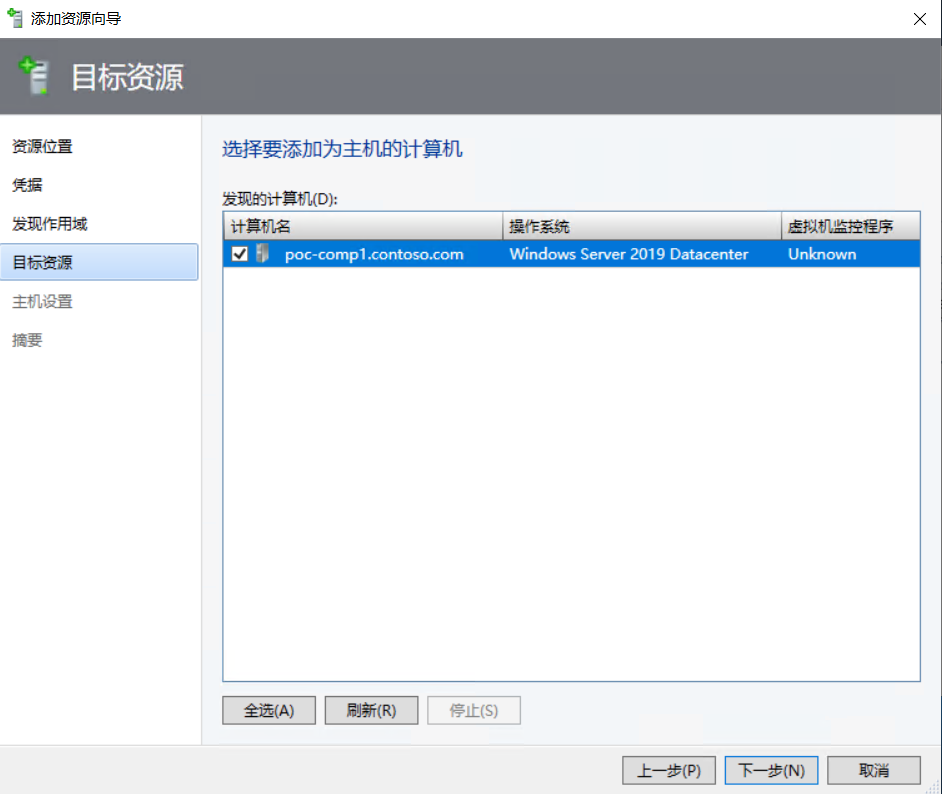 添加资源向导
目标资源
资源位置
凭据
发现作用域
目标资源
主机设置
摘要
选择要添加为主机的计算机
发现的计算机(D):
计算机名 操作系统 虚拟机监控程序
poc-comp1.contoso.com Windows Server 2019 Datacenter Unknown
全选(A) 刷新(R) 停止(S)
上一步(P) 下一步(N) 取消